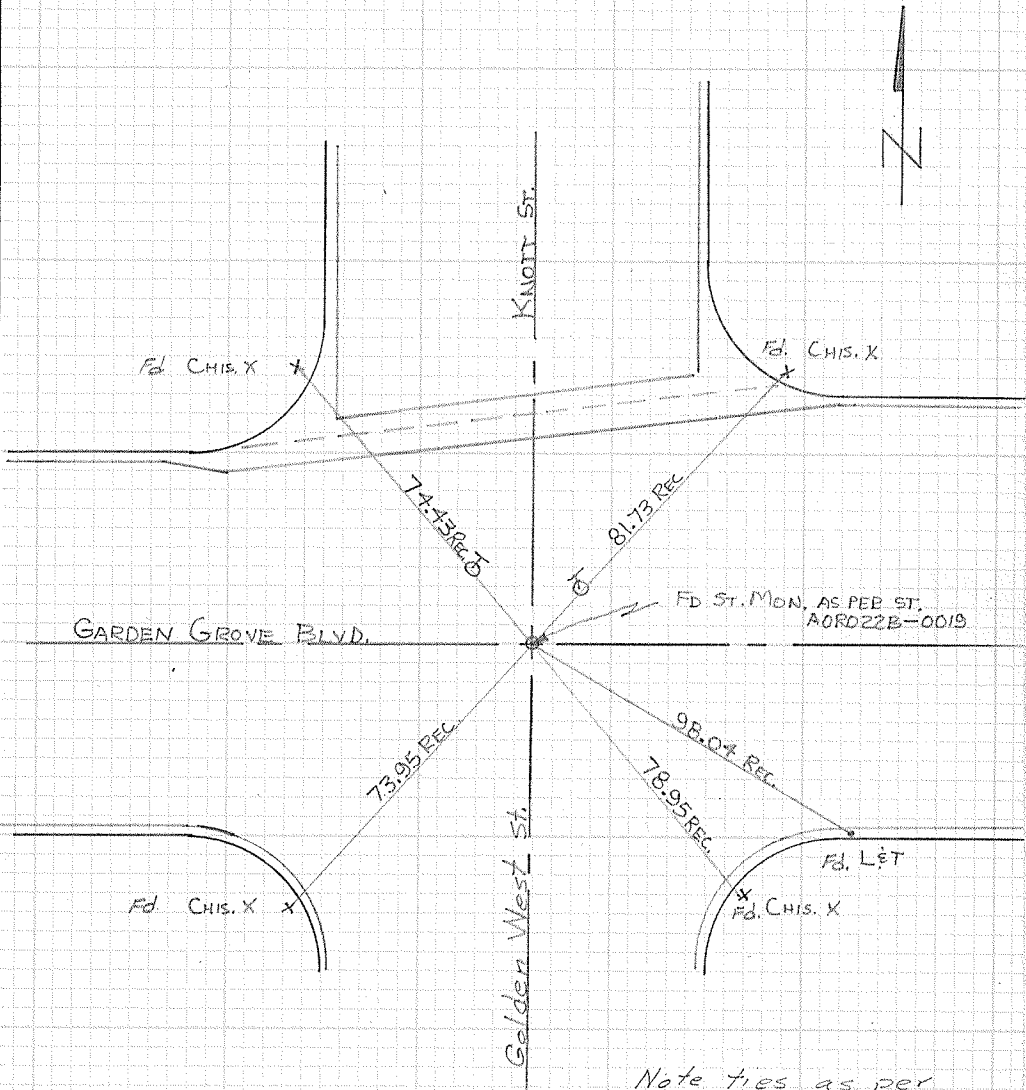 N
KNOTT ST.
Fd. CHIS. X
Fd. CHIS. X
74.43 REC.
81.73 REC
FD ST. MON. AS PER ST.
AOR022B-0019
GARDEN GROVE BLVD.
73.95 REC.
98.04 REC.
78.95 REC.
Golden West St.
Fd. L&T
Fd. CHIS. X
Fd. CHIS. X
Note ties as per